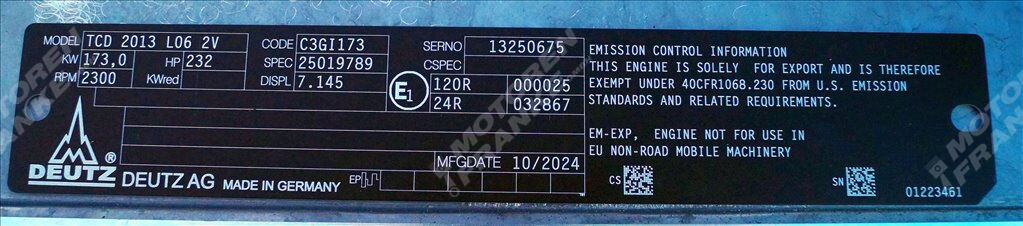 MODEL TCD 2013 L06 2V CODE C3GI173 SERNO 13250675
KW 173,0 HP 232 SPEC 25019789 CSPEC
RPM 2300 KWred DISPL 7.145 E1 120R 000025
24R 032867
MFGDATE 10/2024
EMISSION CONTROL INFORMATION
THIS ENGINE IS SOLELY FOR EXPORT AND IS THEREFORE
EXEMPT UNDER 40CFR1068.230 FROM U.S. EMISSION
STANDARDS AND RELATED REQUIREMENTS.
EM-EXP, ENGINE NOT FOR USE IN
EU NON-ROAD MOBILE MACHINERY
DEUTZ ®
DEUTZ AG MADE IN GERMANY EP
CS SN 01223461
MOTOREN
FRANKEN